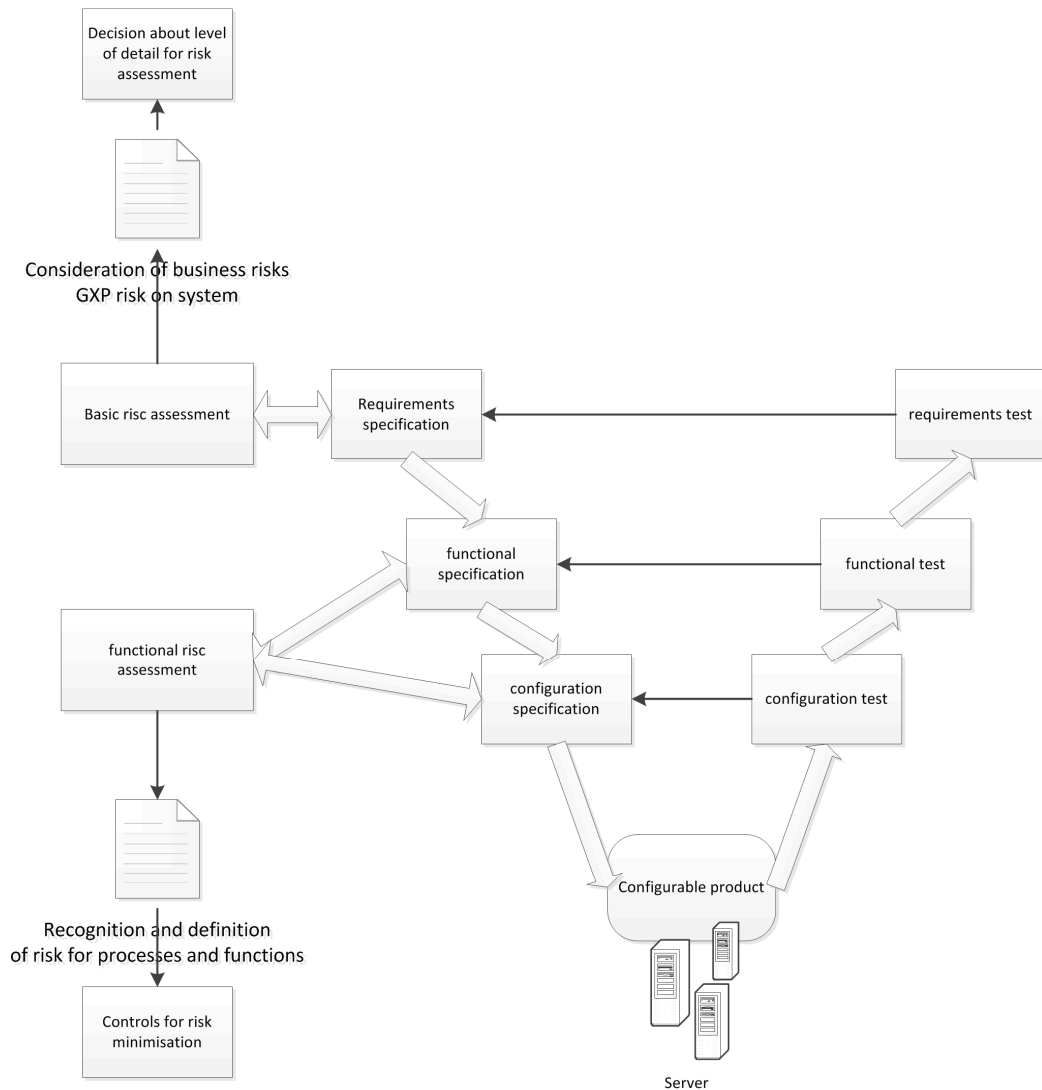 Decision about level
of detail for risk
assessment
Consideration of business risks
GXP risk on system
Basic risc assessment
Requirements
specification
requirements test
functional
specification
functional test
functional risc
assessment
configuration
specification
configuration test
Configurable product
Recognition and definition
of risk for processes and functions
Controls for risk
minimisation
Server